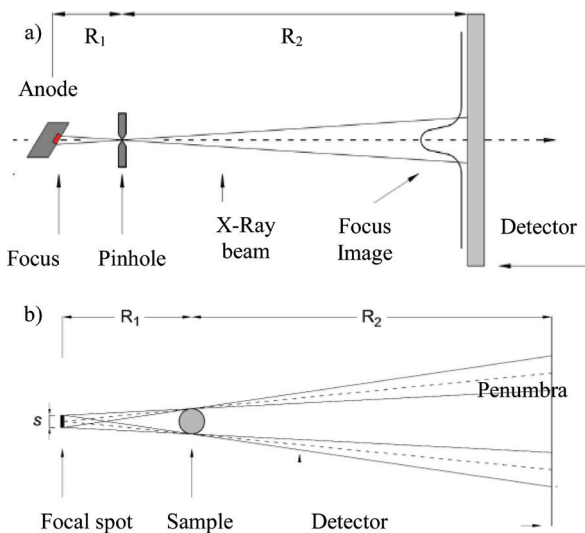 a)
R1
R2
Anode
Focus
Pinhole
X-Ray
beam
Focus
Image
Detector
b)
R1
R2
s
Penumbra
Focal spot
Sample
Detector